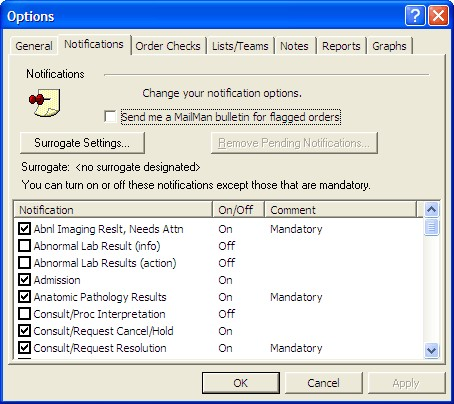 Options
General Notifications Order Checks Lists/Teams Notes Reports Graphs
Notifications
Change your notification options.
Send me a MailMan bulletin for flagged orders
Surrogate Settings... Remove Pending Notifications...
Surrogate: <no surrogate designated>
You can turn on or off these notifications except those that are mandatory.
Notification On/Off Comment
Abnl Imaging Reslt, Needs Attn On Mandatory
Abnormal Lab Result (info) Off
Abnormal Lab Results (action) Off
Admission On
Anatomic Pathology Results On Mandatory
Consult/Proc Interpretation Off
Consult/Request Cancel/Hold On
Consult/Request Resolution On Mandatory
OK Cancel Apply